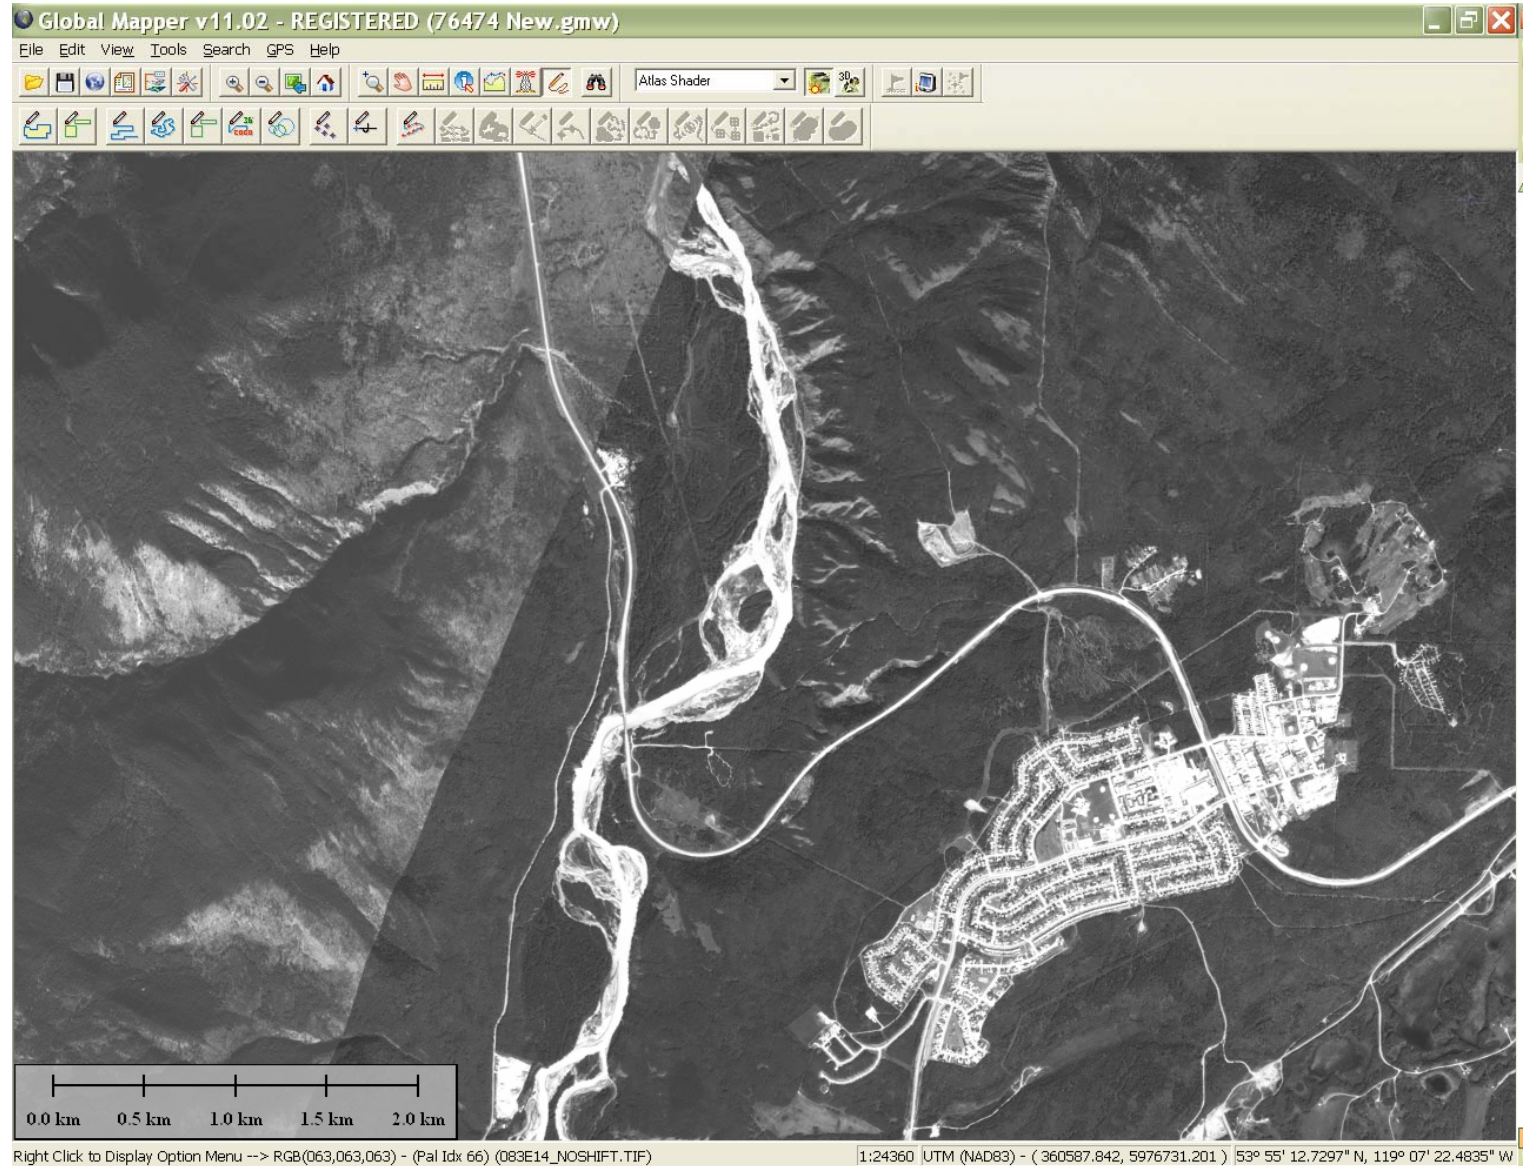 Global Mapper v11.02 - REGISTERED (76474 New.gmw)
File Edit View Tools Search GPS Help
Atlas Shader
0.0 km 0.5 km 1.0 km 1.5 km 2.0 km
Right Click to Display Option Menu --> RGB(063,063,063) - (Pal Idx 66) (083E14_NOSHIFT.TIF) 1:24360 UTM (NAD83) - ( 360587.842, 5976731.201 ) 53º 55' 12.7297" N, 119º 07' 22.4835" W